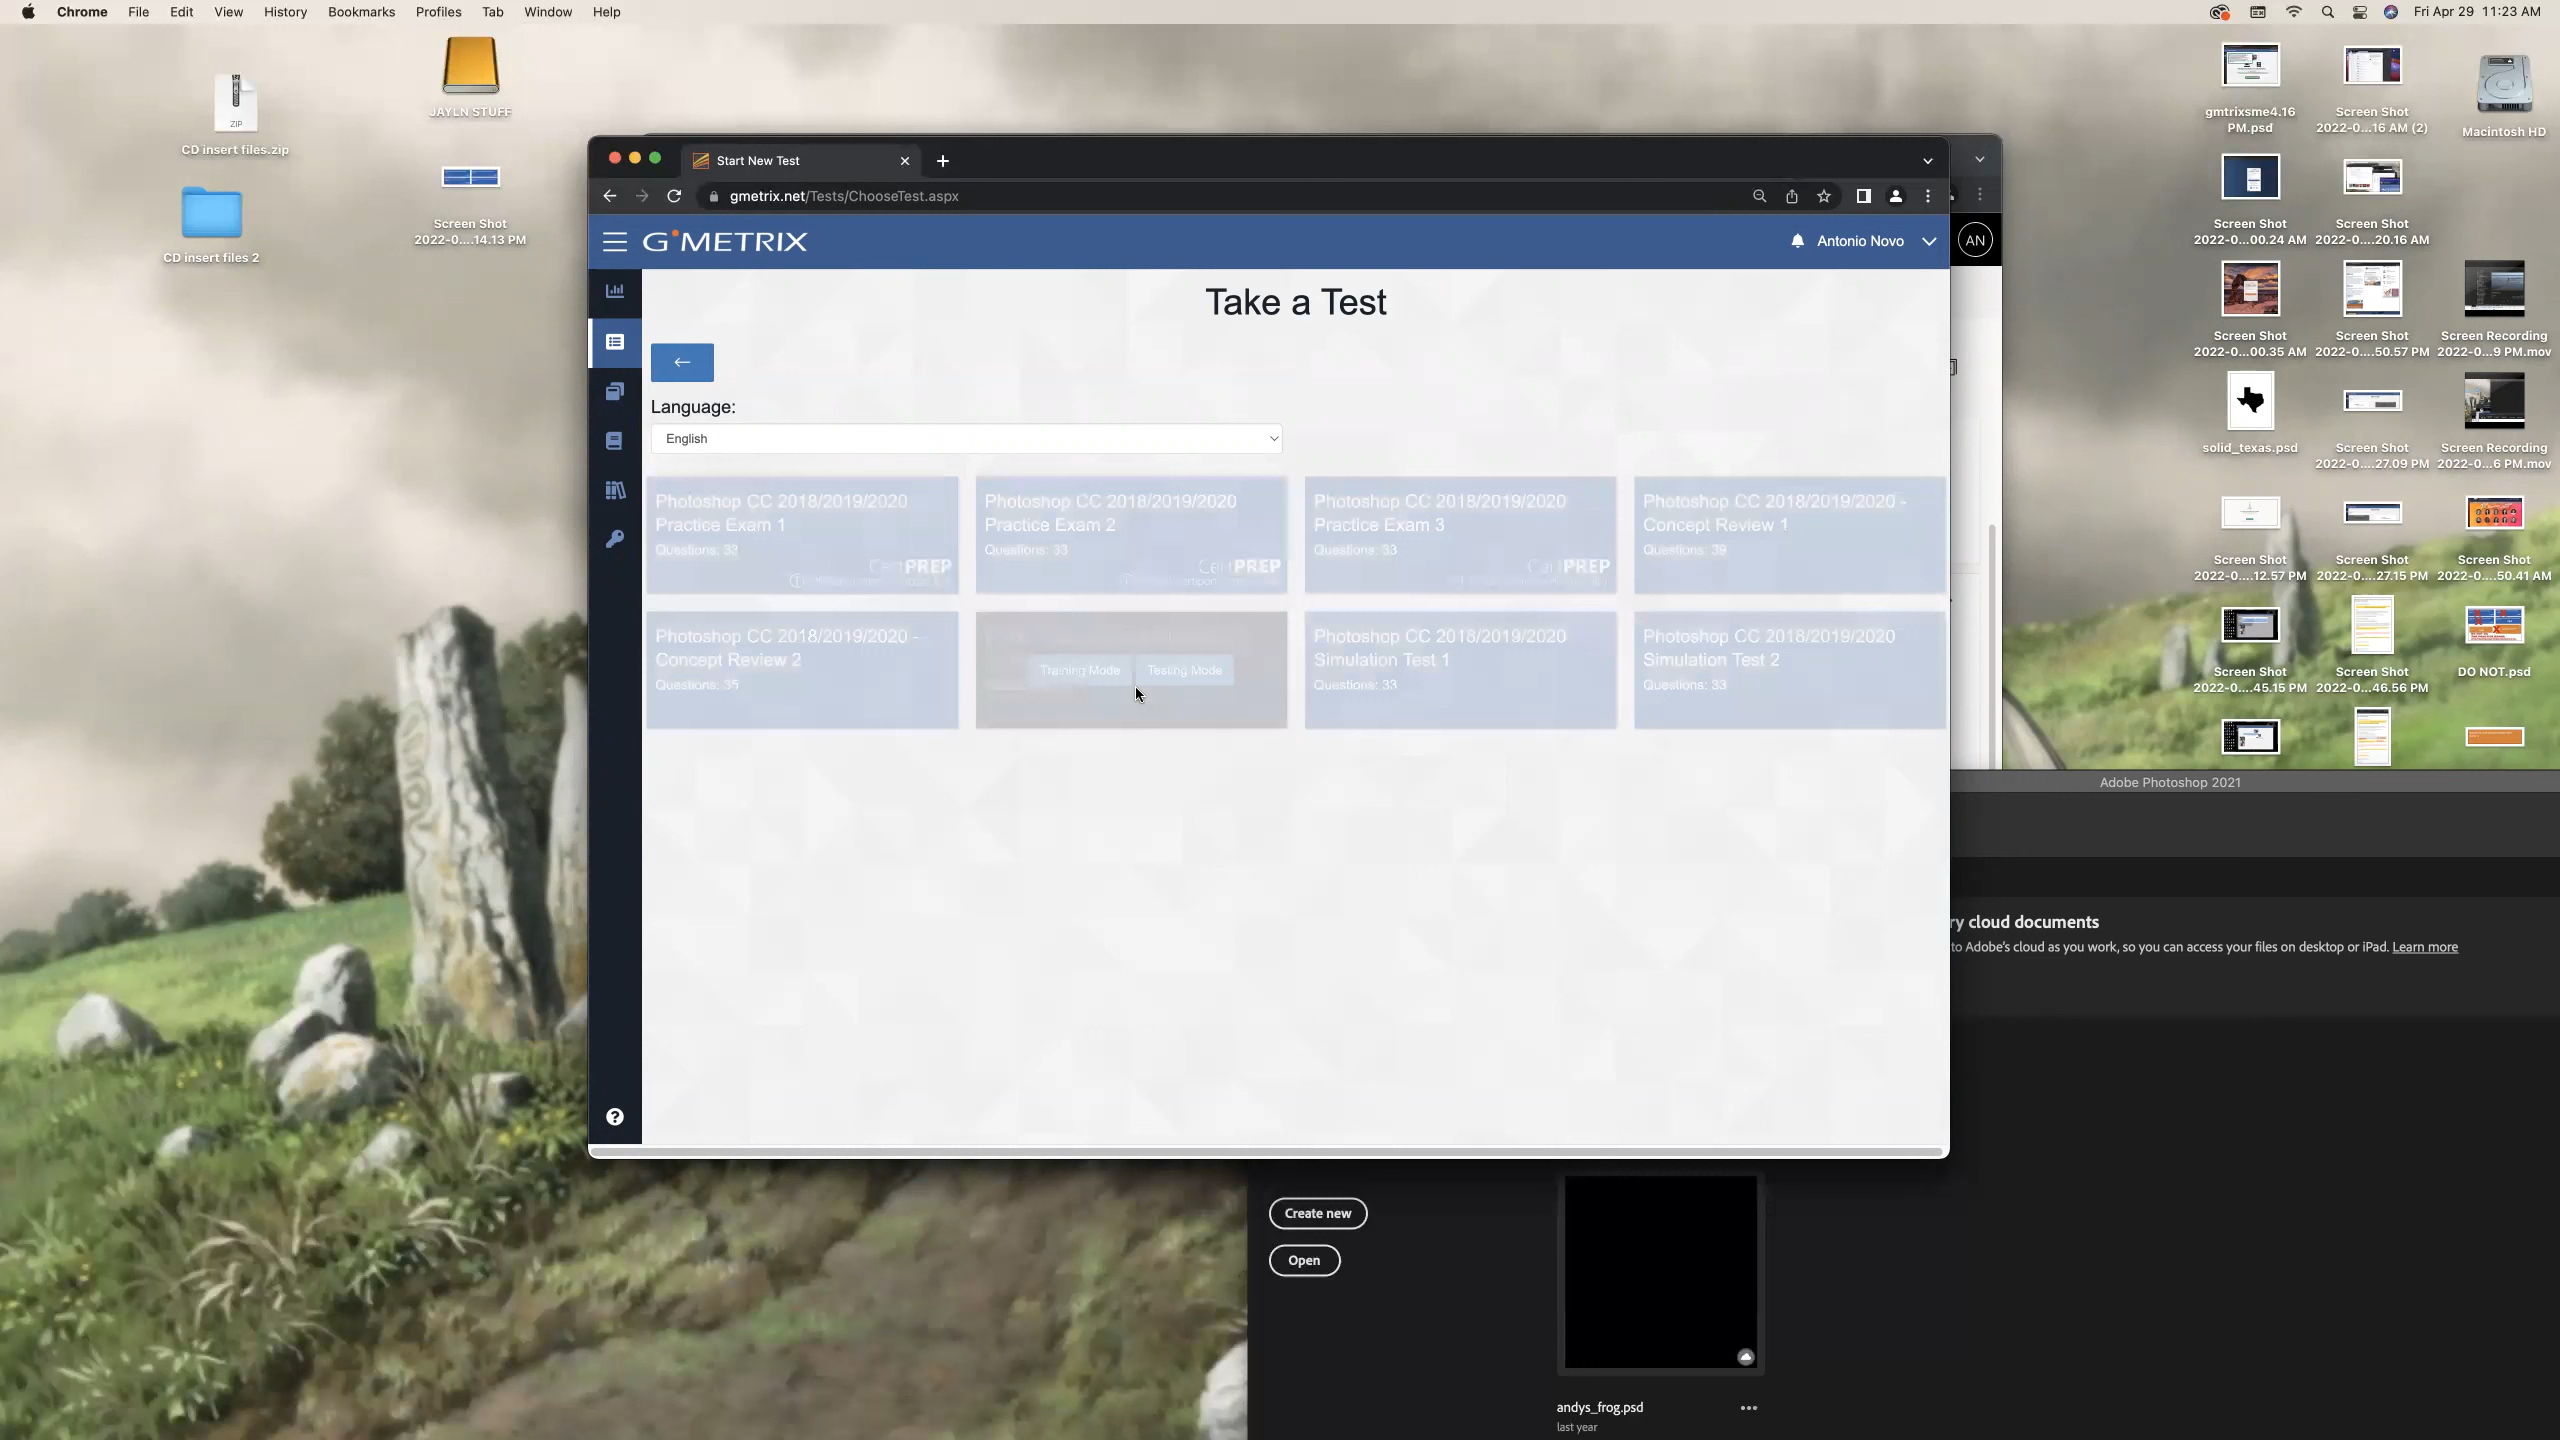 Chrome File Edit View History Bookmarks Profiles Tab Window Help
Fri Apr 29 11:23 AM
ZIP
CD insert files.zip
JAYLN STUFF
CD insert files 2
Screen Shot
2022-0....14.13 PM
Start New Test
gmetrix.net/Tests/ChooseTest.aspx
GMETRIX
Antonio Novo
AN
Take a Test
Language:
English
Photoshop CC 2018/2019/2020
Practice Exam 1
Questions: 32
CertPREP
Photoshop CC 2018/2019/2020
Practice Exam 2
Questions: 33
CertPREP
Photoshop CC 2018/2019/2020
Practice Exam 3
Questions: 33
CertPREP
Photoshop CC 2018/2019/2020 -
Concept Review 1
Questions: 39
Photoshop CC 2018/2019/2020 -
Concept Review 2
Questions: 35
Training Mode
Testing Mode
Photoshop CC 2018/2019/2020
Simulation Test 1
Questions: 33
Photoshop CC 2018/2019/2020
Simulation Test 2
Questions: 33
gmtrixsme4.16
PM.psd
Screen Shot
2022-0...16 AM (2)
Macintosh HD
Screen Shot
2022-0...00.24 AM
Screen Shot
2022-0....20.16 AM
Screen Shot
2022-0...00.35 AM
Screen Shot
2022-0....50.57 PM
Screen Recording
2022-0...9 PM.mov
solid_texas.psd
Screen Shot
2022-0....27.09 PM
Screen Recording
2022-0...6 PM.mov
Screen Shot
2022-0....12.57 PM
Screen Shot
2022-0....27.15 PM
Screen Shot
2022-0....50.41 AM
Screen Shot
2022-0....45.15 PM
Screen Shot
2022-0....46.56 PM
DO NOT.psd
Adobe Photoshop 2021
ry cloud documents
to Adobe's cloud as you work, so you can access your files on desktop or iPad. Learn more
Create new
Open
andys_frog.psd
last year